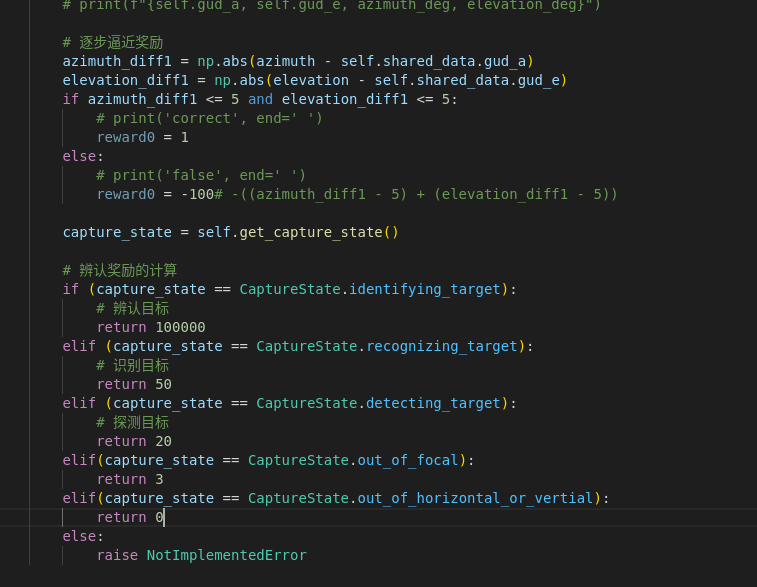 # print(f"{self.gud_a, self.gud_e, azimuth_deg, elevation_deg}")
# 逐步逼近奖励
azimuth_diff1 = np.abs(azimuth - self.shared_data.gud_a)
elevation_diff1 = np.abs(elevation - self.shared_data.gud_e)
if azimuth_diff1 <= 5 and elevation_diff1 <= 5:
# print('correct', end=' ')
reward0 = 1
else:
# print('false', end=' ')
reward0 = -100# -((azimuth_diff1 - 5) + (elevation_diff1 - 5))
capture_state = self.get_capture_state()
# 辨认奖励的计算
if (capture_state == CaptureState.identifying_target):
# 辨认目标
return 100000
elif (capture_state == CaptureState.recognizing_target):
# 识别目标
return 50
elif (capture_state == CaptureState.detecting_target):
# 探测目标
return 20
elif(capture_state == CaptureState.out_of_focal):
return 3
elif(capture_state == CaptureState.out_of_horizontal_or_vertial):
return 0
else:
raise NotImplementedError